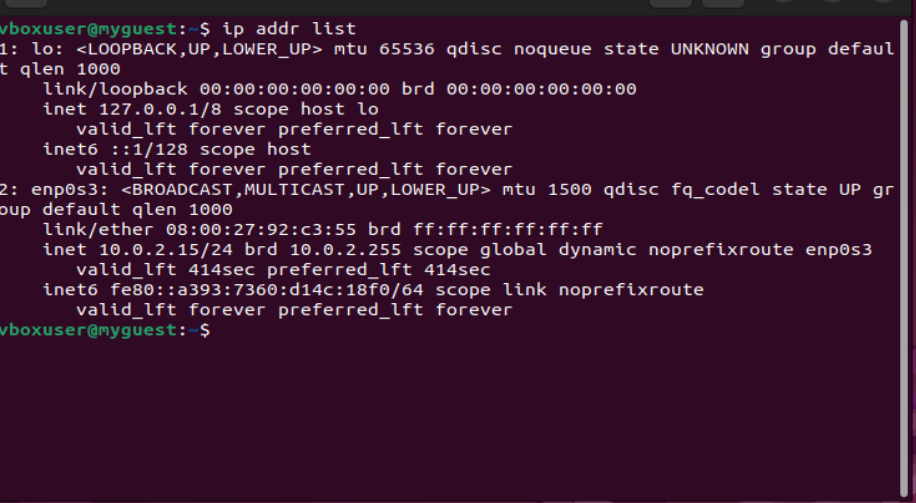 vboxuser@myguest:~$ ip addr list
1: lo: <LOOPBACK,UP,LOWER_UP> mtu 65536 qdisc noqueue state UNKNOWN group defaul
t qlen 1000
    link/loopback 00:00:00:00:00:00 brd 00:00:00:00:00:00
    inet 127.0.0.1/8 scope host lo
       valid_lft forever preferred_lft forever
    inet6 ::1/128 scope host
       valid_lft forever preferred_lft forever
2: enp0s3: <BROADCAST,MULTICAST,UP,LOWER_UP> mtu 1500 qdisc fq_codel state UP gr
oup default qlen 1000
    link/ether 08:00:27:92:c3:55 brd ff:ff:ff:ff:ff:ff
    inet 10.0.2.15/24 brd 10.0.2.255 scope global dynamic noprefixroute enp0s3
       valid_lft 414sec preferred_lft 414sec
    inet6 fe80::a393:7360:d14c:18f0/64 scope link noprefixroute
       valid_lft forever preferred_lft forever
vboxuser@myguest:~$